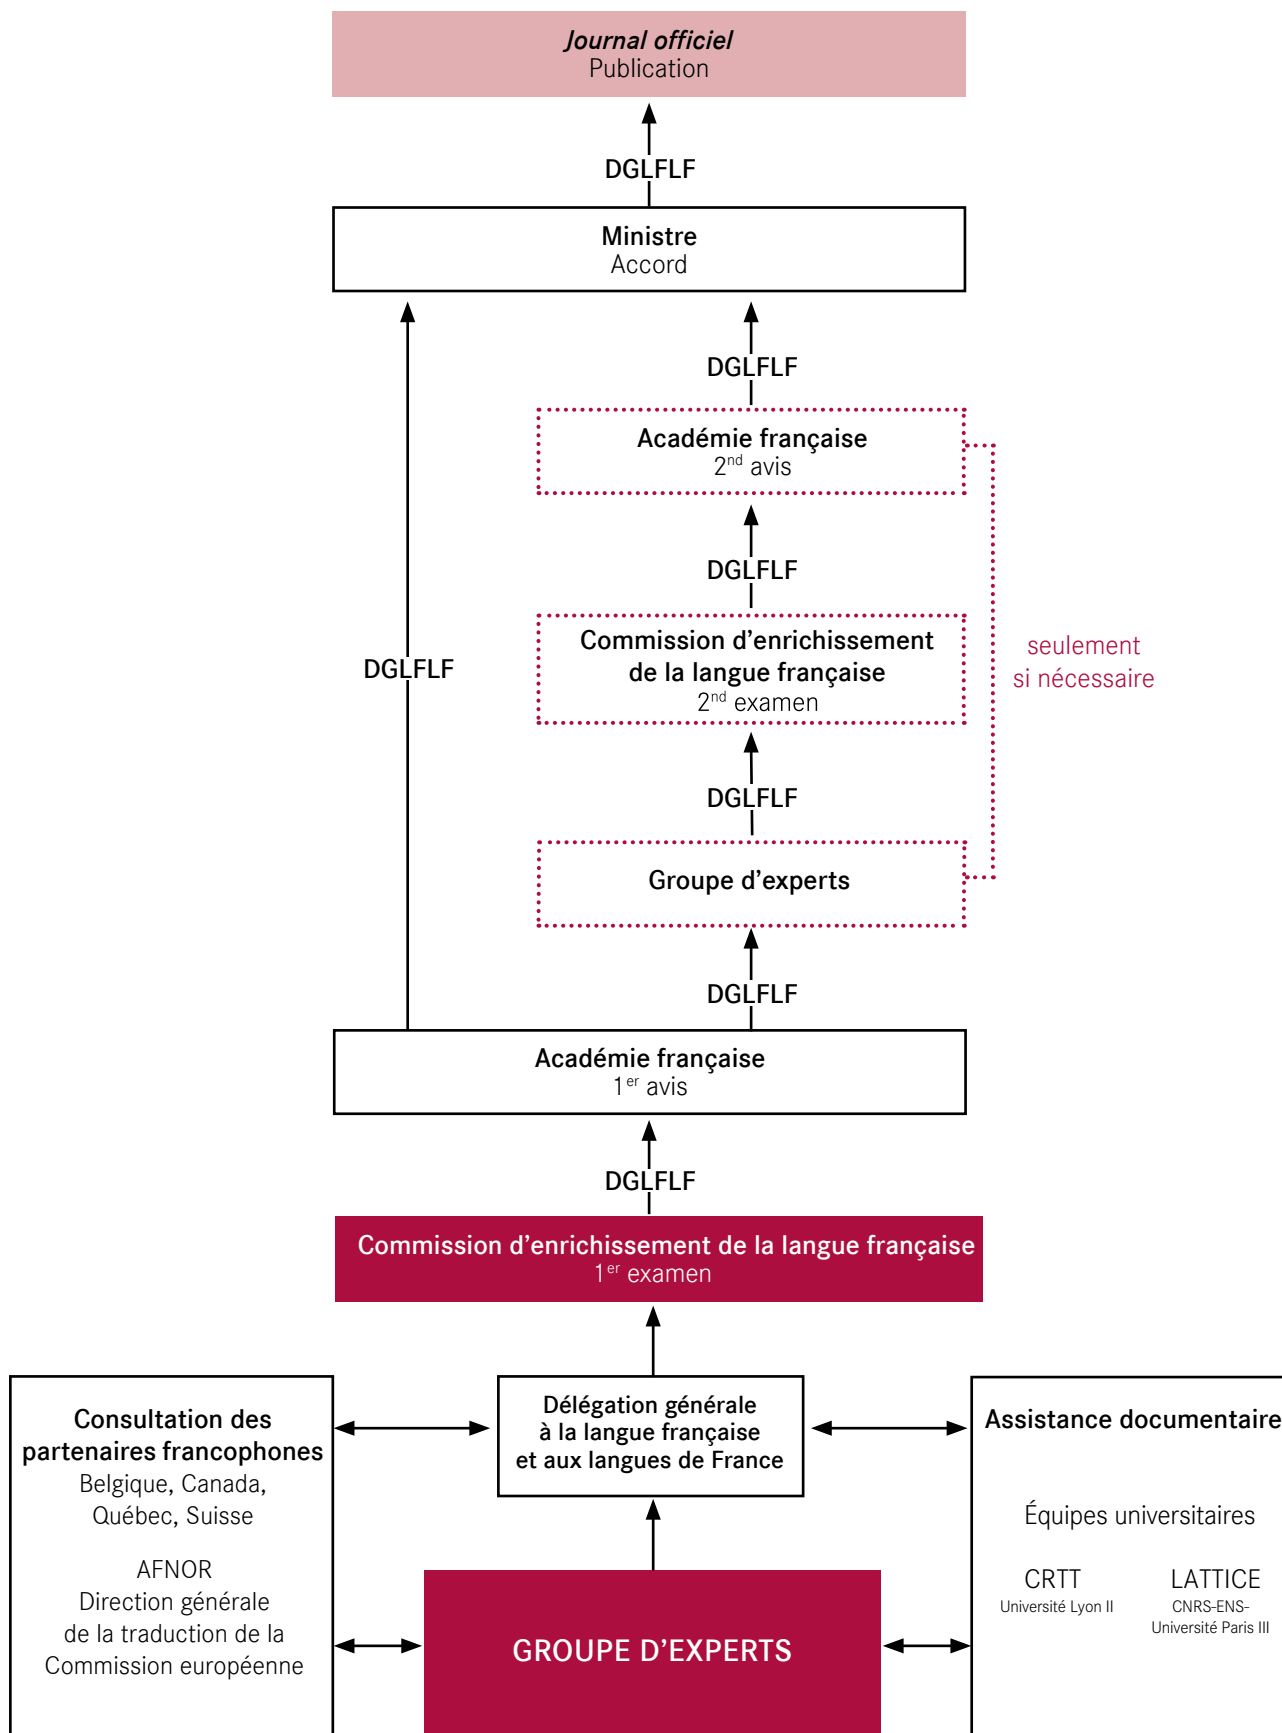 Journal officiel
Publication
DGLFLF
Ministre
Accord
DGLFLF
Académie française
2nd avis
DGLFLF
Commission d’enrichissement
de la langue française
2nd examen
seulement
si nécessaire
DGLFLF
DGLFLF
Groupe d’experts
DGLFLF
Académie française
1er avis
DGLFLF
Commission d’enrichissement de la langue française
1er examen
Consultation des
partenaires francophones
Belgique, Canada,
Québec, Suisse
AFNOR
Direction générale
de la traduction de la
Commission européenne
Délégation générale
à la langue française
et aux langues de France
GROUPE D’EXPERTS
Assistance documentaire
Équipes universitaires
CRTT
Université Lyon II
LATTICE
CNRS-ENS-
Université Paris III